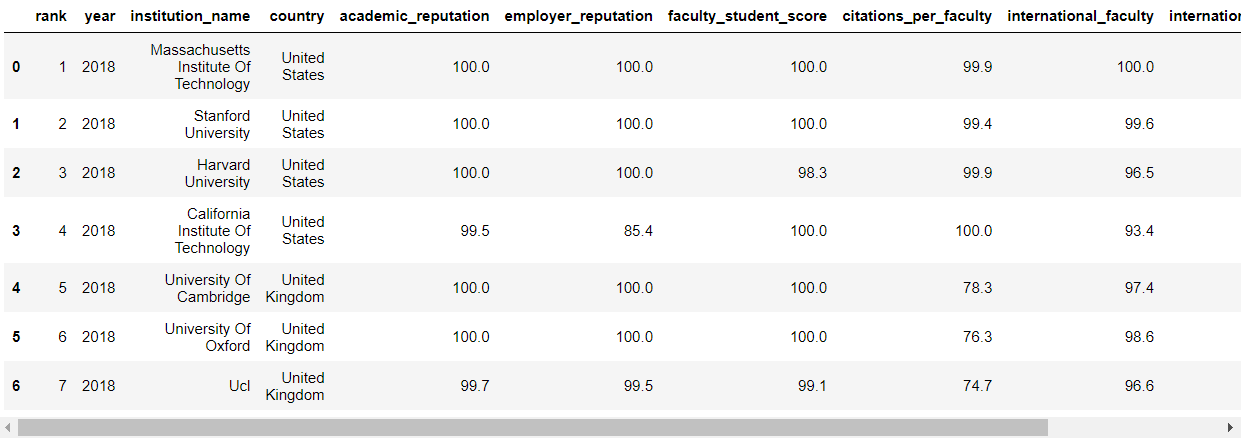 rank year institution_name country academic_reputation employer_reputation faculty_student_score citations_per_faculty international_faculty internation
0 1 2018 Massachusetts Institute Of Technology United States 100.0 100.0 100.0 99.9 100.0
1 2 2018 Stanford University United States 100.0 100.0 100.0 99.4 99.6
2 3 2018 Harvard University United States 100.0 100.0 98.3 99.9 96.5
3 4 2018 California Institute Of Technology United States 99.5 85.4 100.0 100.0 93.4
4 5 2018 University Of Cambridge United Kingdom 100.0 100.0 100.0 78.3 97.4
5 6 2018 University Of Oxford United Kingdom 100.0 100.0 100.0 76.3 98.6
6 7 2018 Ucl United Kingdom 99.7 99.5 99.1 74.7 96.6